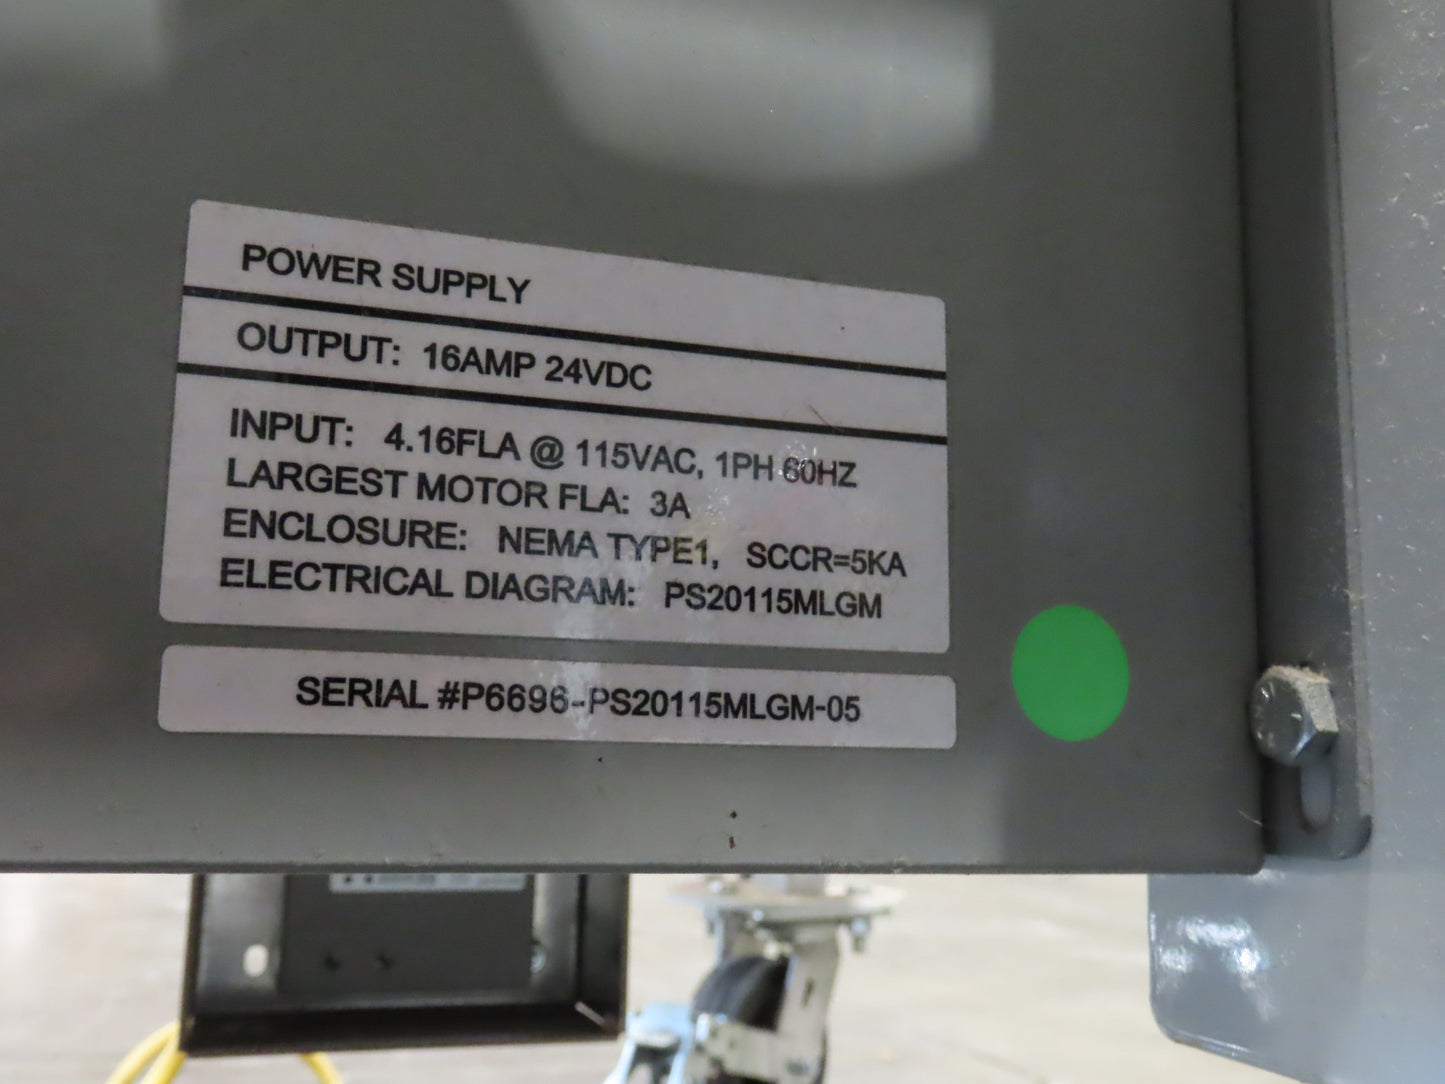 POWER SUPPLY
OUTPUT: 16AMP 24VDC
INPUT: 4.16FLA @ 115VAC, 1PH 60HZ
LARGEST MOTOR FLA: 3A
ENCLOSURE: NEMA TYPE1, SCCR=5KA
ELECTRICAL DIAGRAM: PS20115MLGM
SERIAL #P6696-PS20115MLGM-05